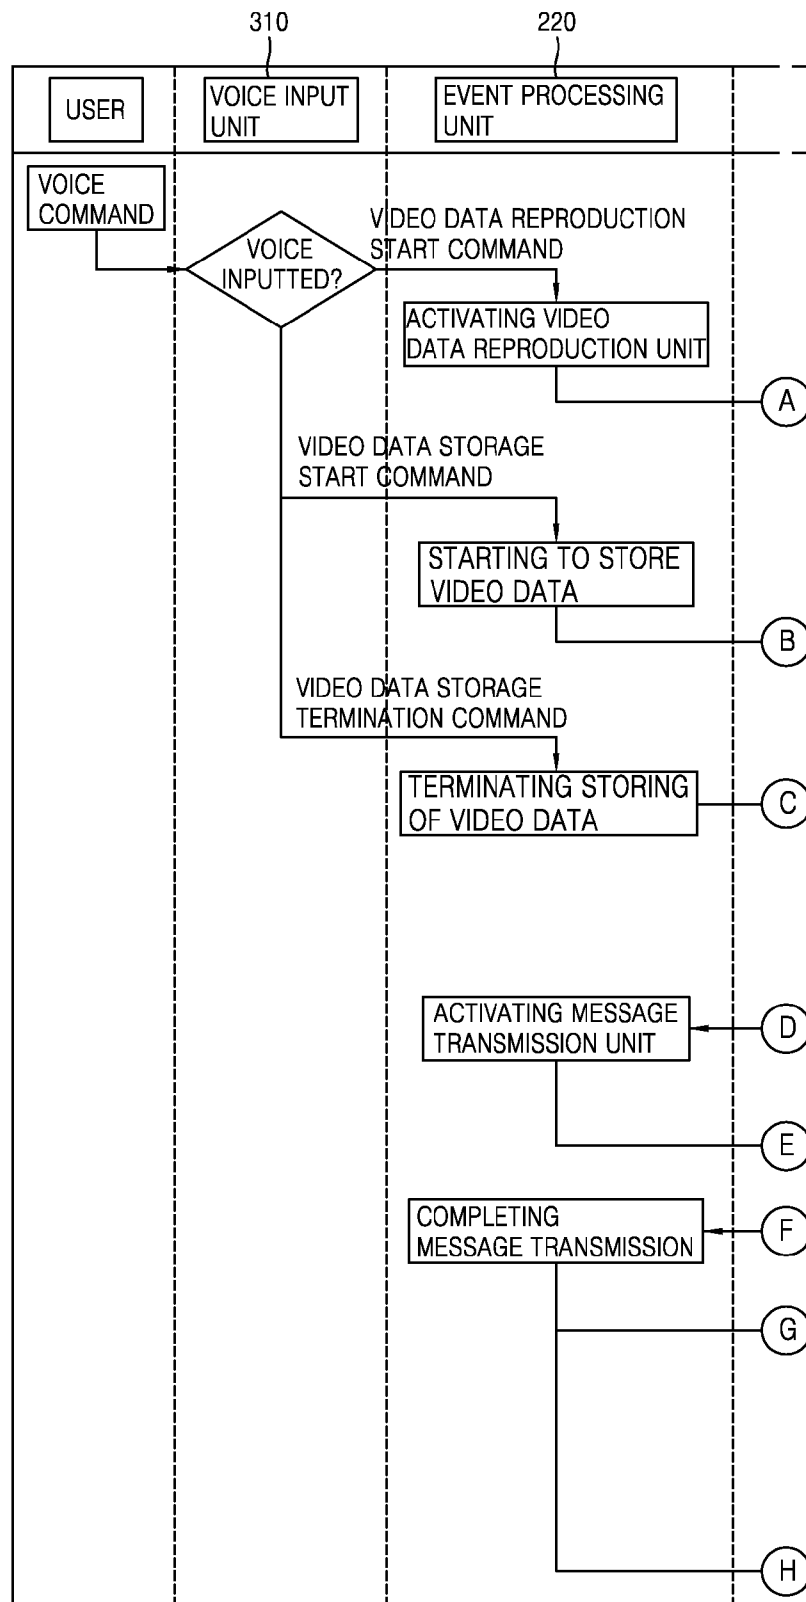 310
220
USER
VOICE INPUT
UNIT
EVENT PROCESSING
UNIT
VOICE
COMMAND
VOICE
INPUTTED?
VIDEO DATA REPRODUCTION
START COMMAND
ACTIVATING VIDEO
DATA REPRODUCTION UNIT
A
VIDEO DATA STORAGE
START COMMAND
STARTING TO STORE
VIDEO DATA
B
VIDEO DATA STORAGE
TERMINATION COMMAND
TERMINATING STORING
OF VIDEO DATA
C
ACTIVATING MESSAGE
TRANSMISSION UNIT
D
E
COMPLETING
MESSAGE TRANSMISSION
F
G
H